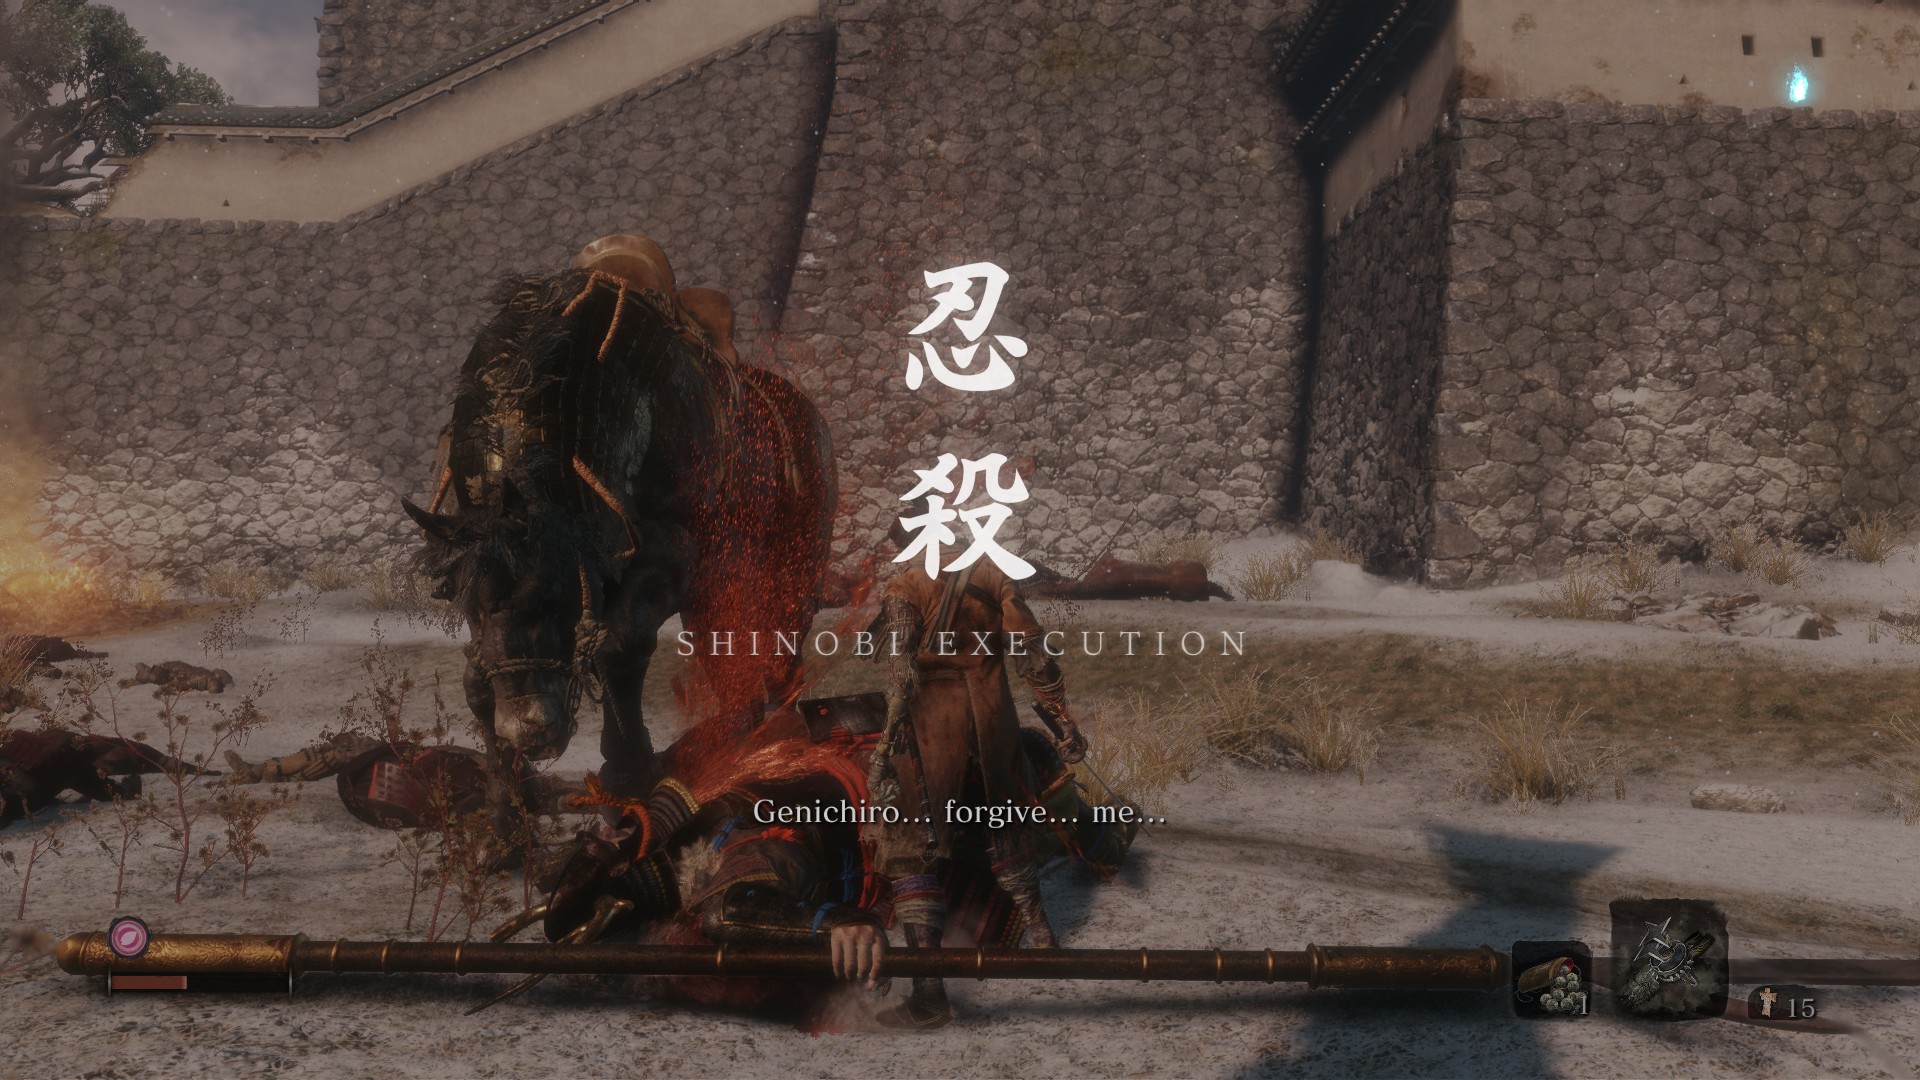 忍
殺
SHINOBI EXECUTION
Genichiro... forgive... me...
1
15